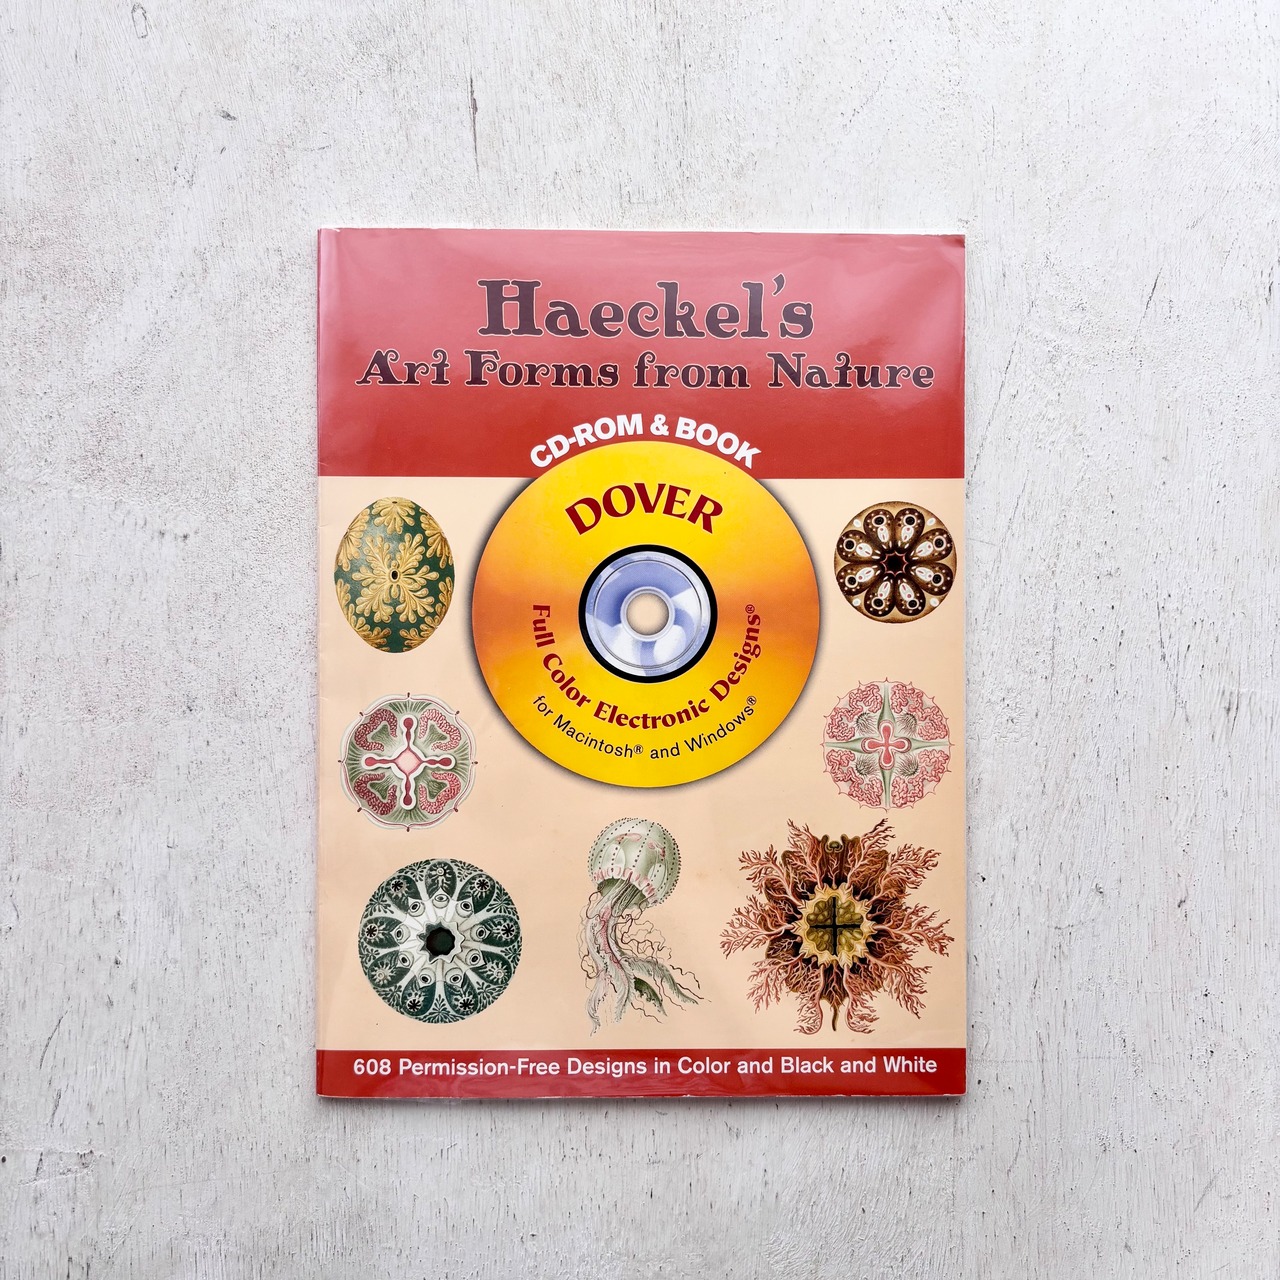 Haeckel's
Art Forms from Nature
CD-ROM & BOOK
DOVER
Full Color Electronic Designs®
for Macintosh® and Windows®
608 Permission-Free Designs in Color and Black and White